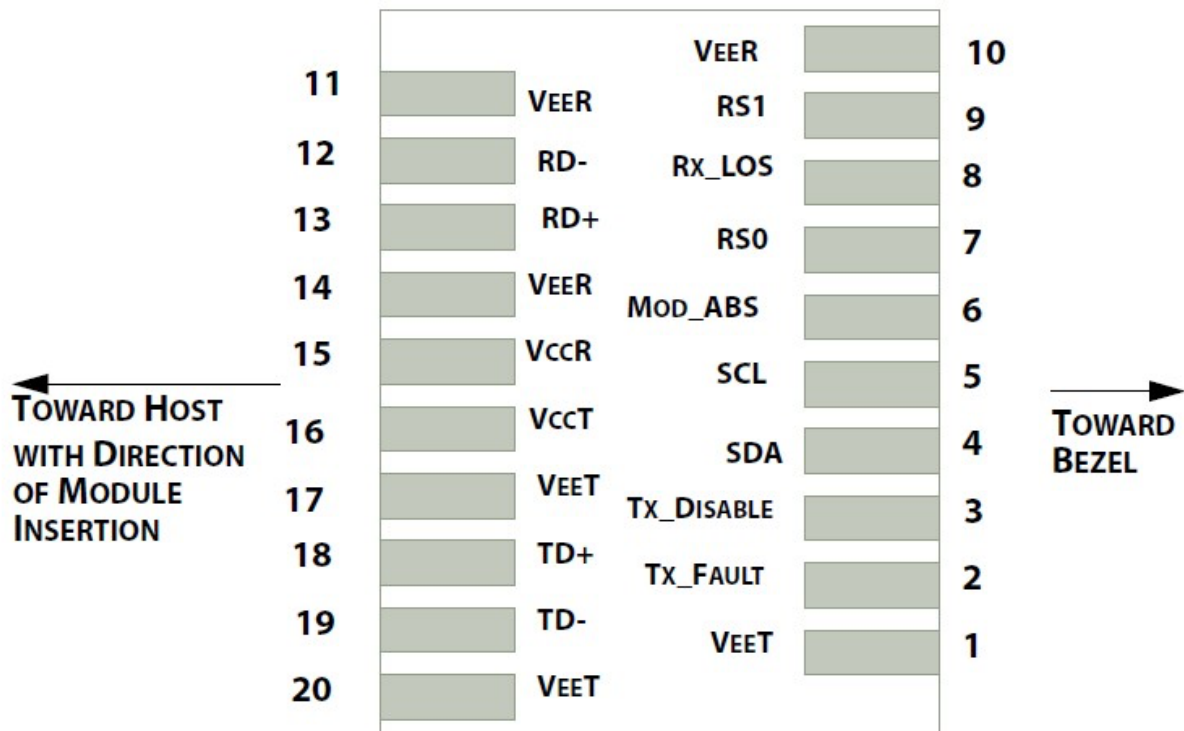 VEER 10
11 VEER
RS1 9
12 RD-
RX_LOS 8
13 RD+
RS0 7
14 VEER
MOD_ABS 6
15 VCCR
SCL 5
TOWARD HOST
WITH DIRECTION
OF MODULE
INSERTION
TOWARD
BEZEL
16 VCCT
SDA 4
17 VEET
TX_DISABLE 3
18 TD+
TX_FAULT 2
19 TD-
VEET 1
20 VEET